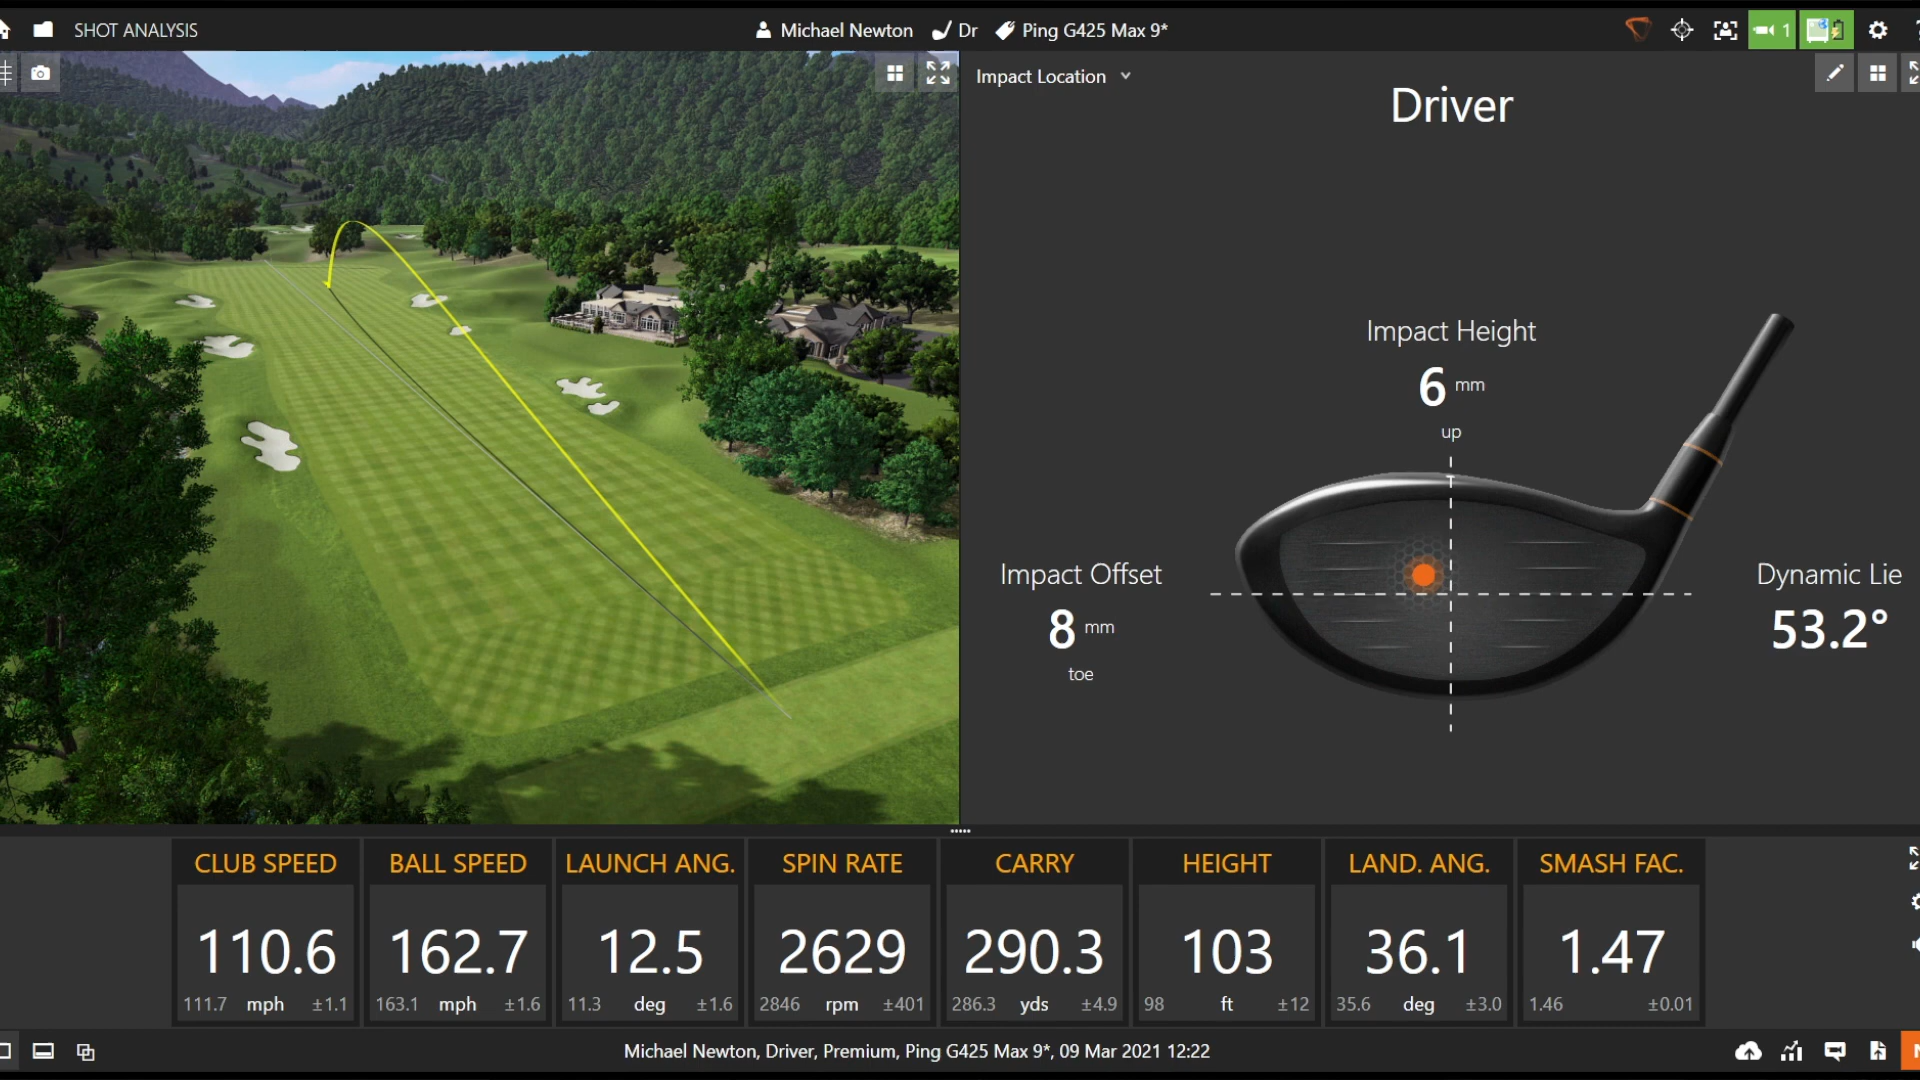 SHOT ANALYSIS
Michael Newton Dr Ping G425 Max 9*
1
Impact Location
Driver
Impact Height
6 mm
up
Impact Offset
8 mm
toe
Dynamic Lie
53.2°
CLUB SPEED
110.6
111.7 mph ±1.1
BALL SPEED
162.7
163.1 mph ±1.6
LAUNCH ANG.
12.5
11.3 deg ±1.6
SPIN RATE
2629
2846 rpm ±401
CARRY
290.3
286.3 yds ±4.9
HEIGHT
103
98 ft ±12
LAND. ANG.
36.1
35.6 deg ±3.0
SMASH FAC.
1.47
1.46 ±0.01
Michael Newton, Driver, Premium, Ping G425 Max 9*, 09 Mar 2021 12:22